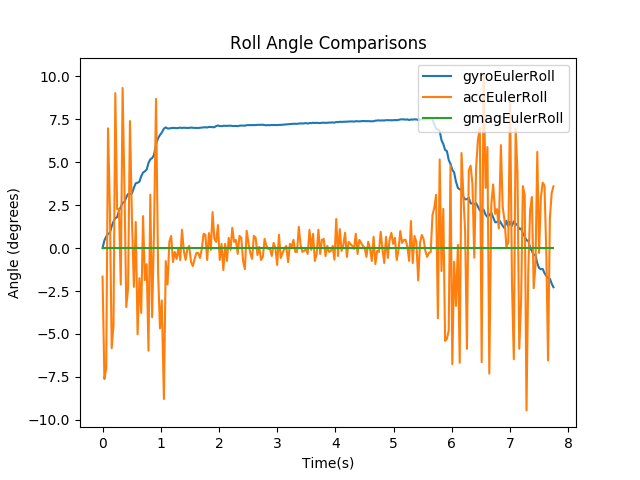 Roll Angle Comparisons
gyroEulerRoll
accEulerRoll
gmagEulerRoll
Angle (degrees)
10.0
7.5
5.0
2.5
0.0
−2.5
−5.0
−7.5
−10.0
0 1 2 3 4 5 6 7 8
Time(s)